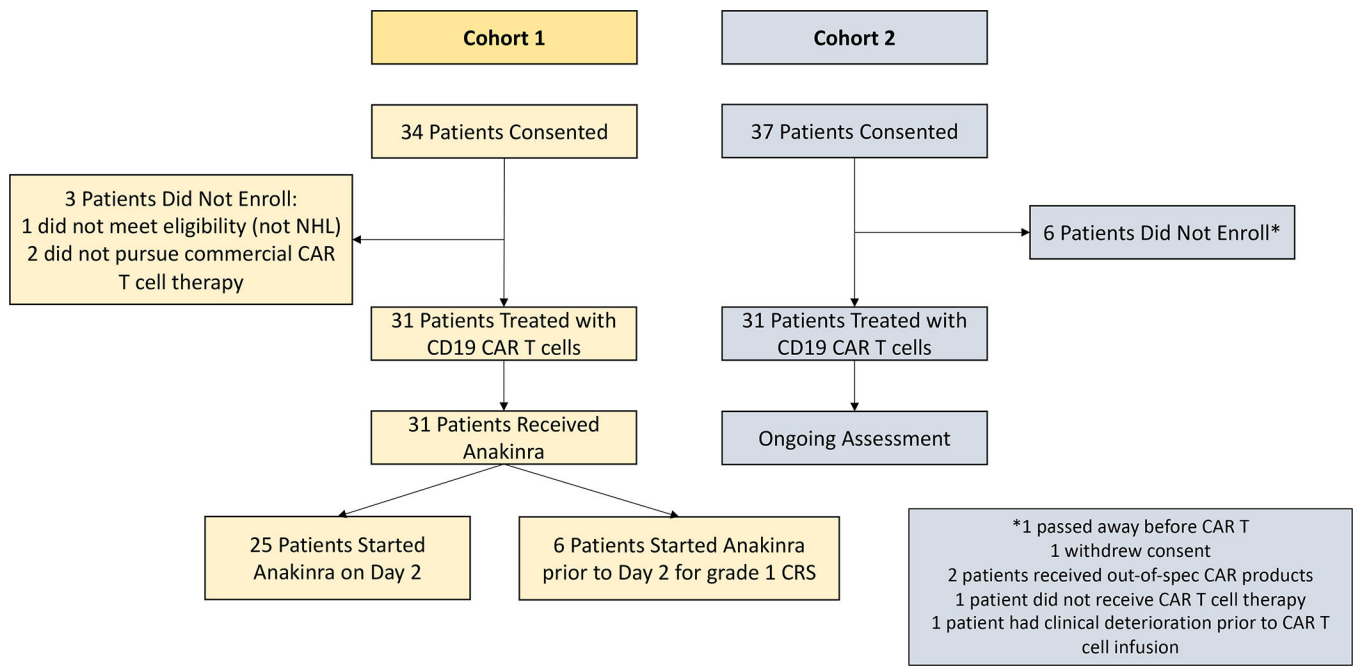 Cohort 1
Cohort 2
34 Patients Consented
37 Patients Consented
3 Patients Did Not Enroll:
1 did not meet eligibility (not NHL)
2 did not pursue commercial CAR
T cell therapy
6 Patients Did Not Enroll*
31 Patients Treated with
CD19 CAR T cells
31 Patients Treated with
CD19 CAR T cells
31 Patients Received
Anakinra
Ongoing Assessment
25 Patients Started
Anakinra on Day 2
6 Patients Started Anakinra
prior to Day 2 for grade 1 CRS
*1 passed away before CAR T
1 withdrew consent
2 patients received out-of-spec CAR products
1 patient did not receive CAR T cell therapy
1 patient had clinical deterioration prior to CAR T
cell infusion